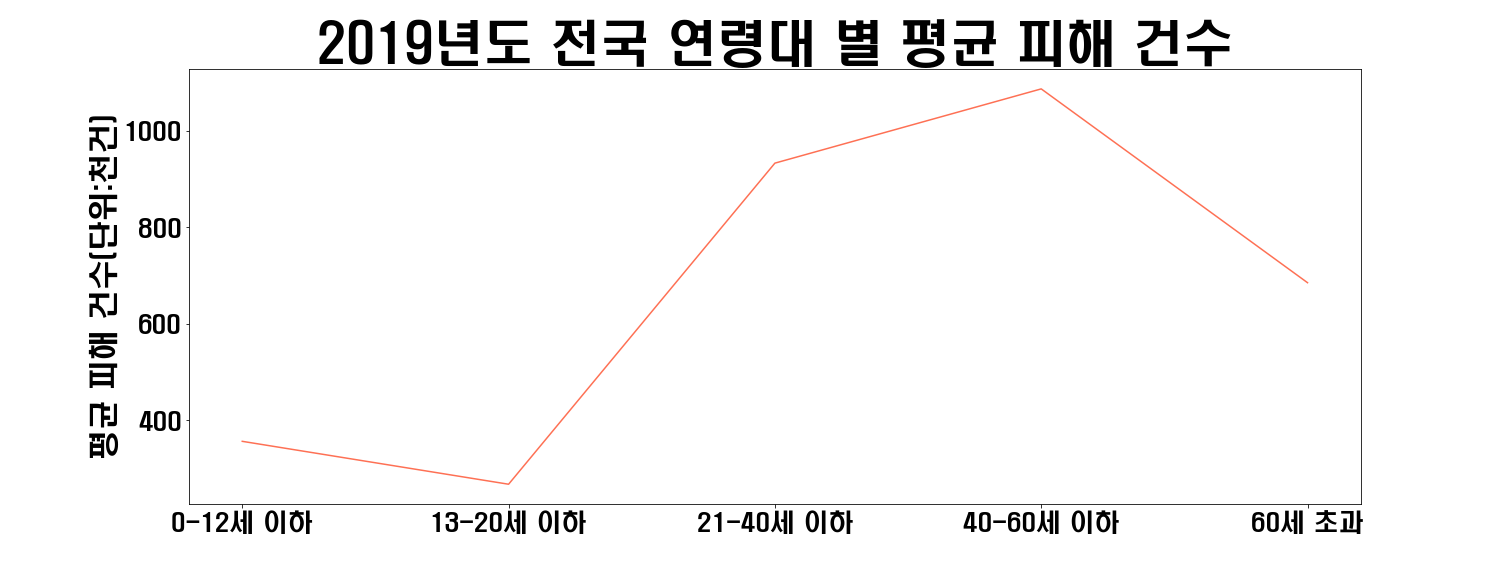 2019년도 전국 연령대 별 평균 피해 건수
평균 피해 건수(단위:천건)
1000
800
600
400
0-12세 이하
13-20세 이하
21-40세 이하
40-60세 이하
60세 초과